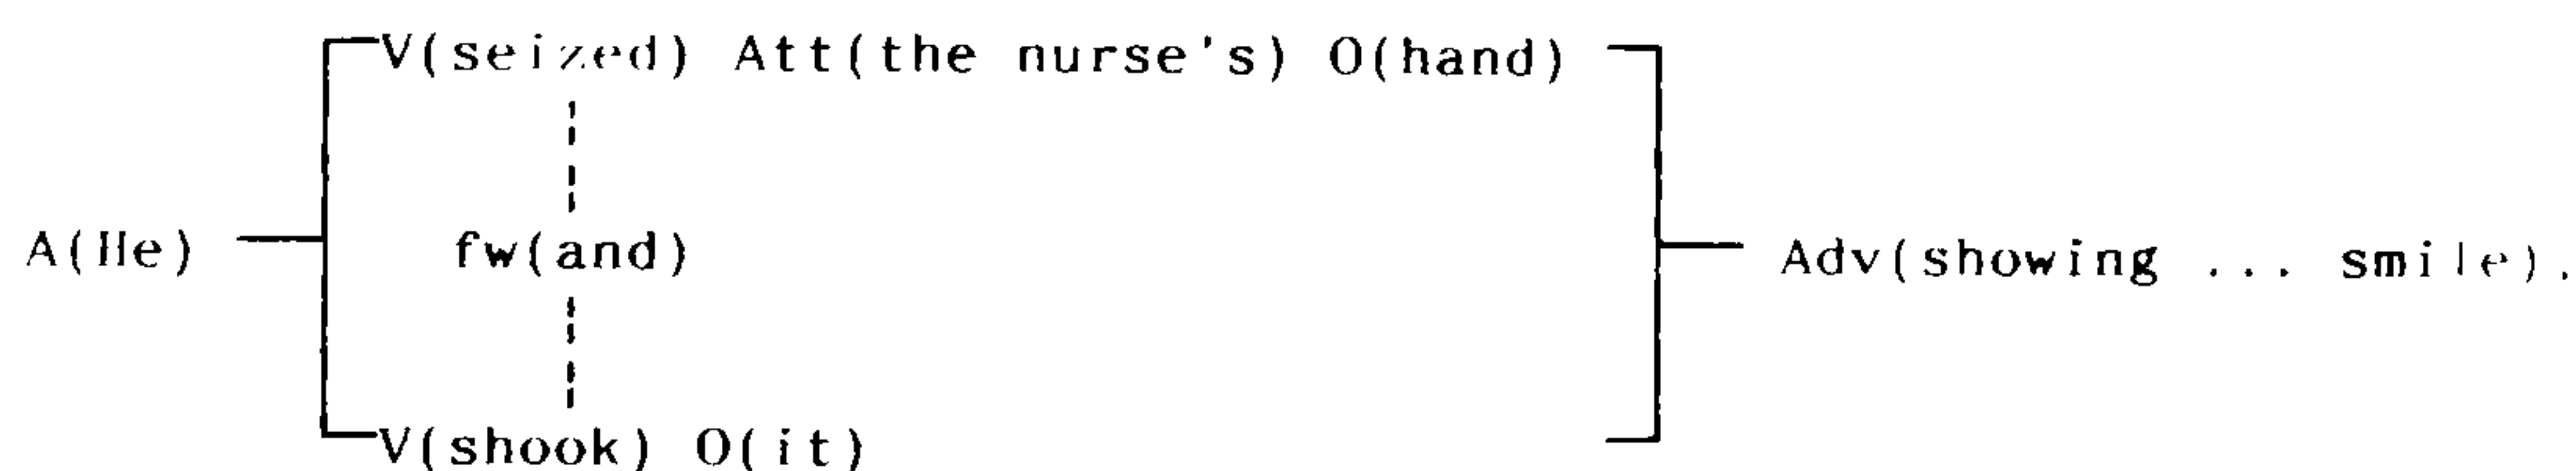 V(seized) Att(the nurse's) O(hand)
A(He) fw(and) Adv(showing ... smile).
V(shook) O(it)